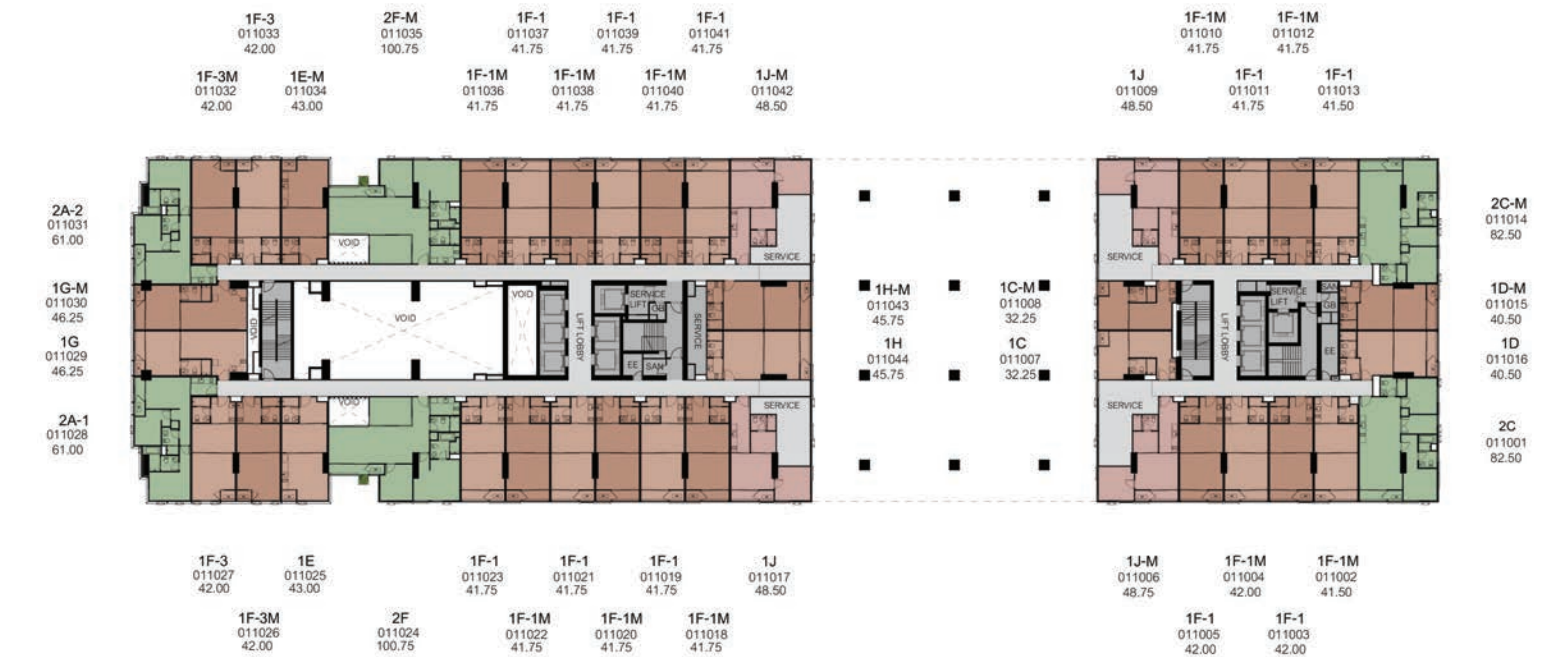 1F-3
011033
42.00
2F-M
011035
100.75
1F-1
011037
41.75
1F-1
011039
41.75
1F-1
011041
41.75
1F-1M
011010
41.75
1F-1M
011012
41.75
1F-3M
011032
42.00
1E-M
011034
43.00
1F-1M
011036
41.75
1F-1M
011038
41.75
1F-1M
011040
41.75
1J-M
011042
48.50
1J
011009
48.50
1F-1
011011
41.75
1F-1
011013
41.50
2A-2
011031
61.00
2C-M
011014
82.50
VOID
SERVICE
SERVICE
1G-M
011030
46.25
1G
011029
46.25
VOID
VOID
VOID
LIFT LOBBY
SERVICE
LIFT
GB
EE
SAN
SERVICE
1H-M
011043
45.75
1H
011044
45.75
1C-M
011008
32.25
1C
011007
32.25
LIFT LOBBY
SERVICE
LIFT
SAN
GB
EE
1D-M
011015
40.50
1D
011016
40.50
2A-1
011028
61.00
VOID
SERVICE
SERVICE
2C
011001
82.50
1F-3
011027
42.00
1E
011025
43.00
1F-1
011023
41.75
1F-1
011021
41.75
1F-1
011019
41.75
1J
011017
48.50
1J-M
011006
48.75
1F-1M
011004
42.00
1F-1M
011002
41.50
1F-3M
011026
42.00
2F
011024
100.75
1F-1M
011022
41.75
1F-1M
011020
41.75
1F-1M
011018
41.75
1F-1
011005
42.00
1F-1
011003
42.00